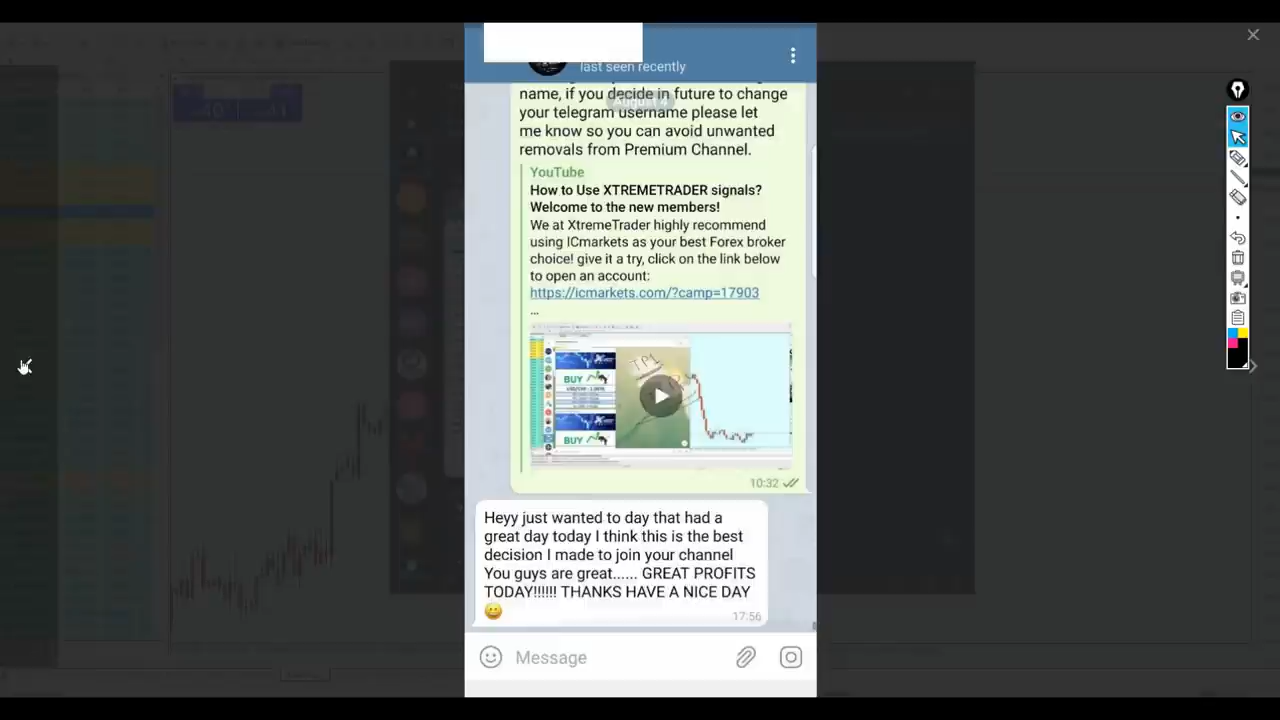 last seen recently
name, if you decide in future to change
August 4
your telegram username please let
me know so you can avoid unwanted
removals from Premium Channel.
YouTube
How to Use XTREMETRADER signals?
Welcome to the new members!
We at XtremeTrader highly recommend
using ICmarkets as your best Forex broker
choice! give it a try, click on the link below
to open an account:
https://icmarkets.com/?camp=17903
...
BUY
BUY
10:32
Heyy just wanted to day that had a
great day today I think this is the best
decision I made to join your channel
You guys are great...... GREAT PROFITS
TODAY!!!!!! THANKS HAVE A NICE DAY
😀
17:56
Message